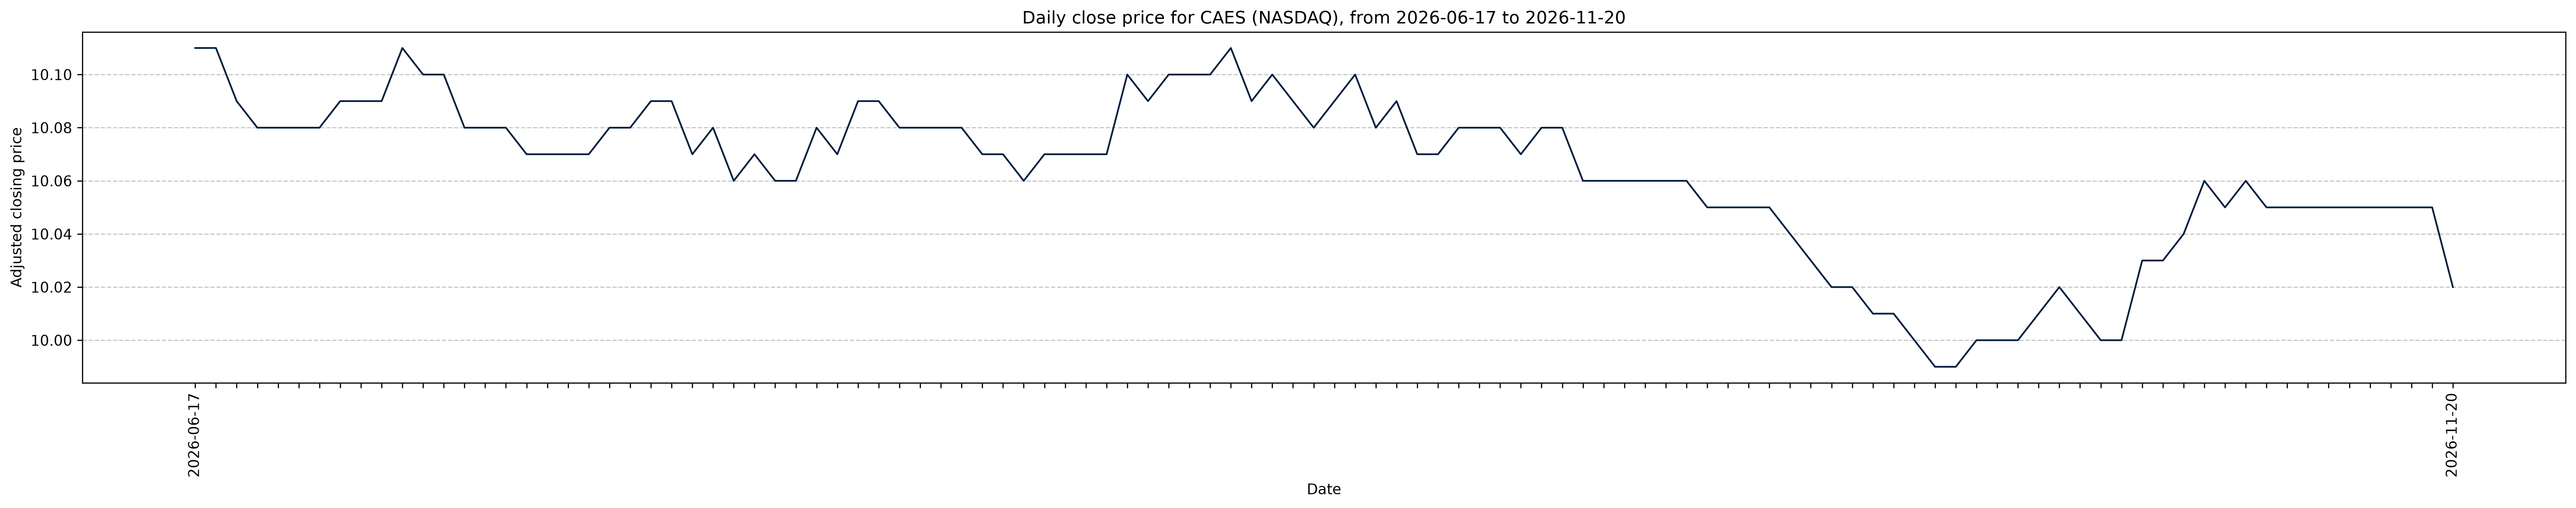 Daily close price for CAES (NASDAQ), from 2026-06-17 to 2026-11-20
Adjusted closing price
10.10
10.08
10.06
10.04
10.02
10.00
2026-06-17
2026-11-20
Date